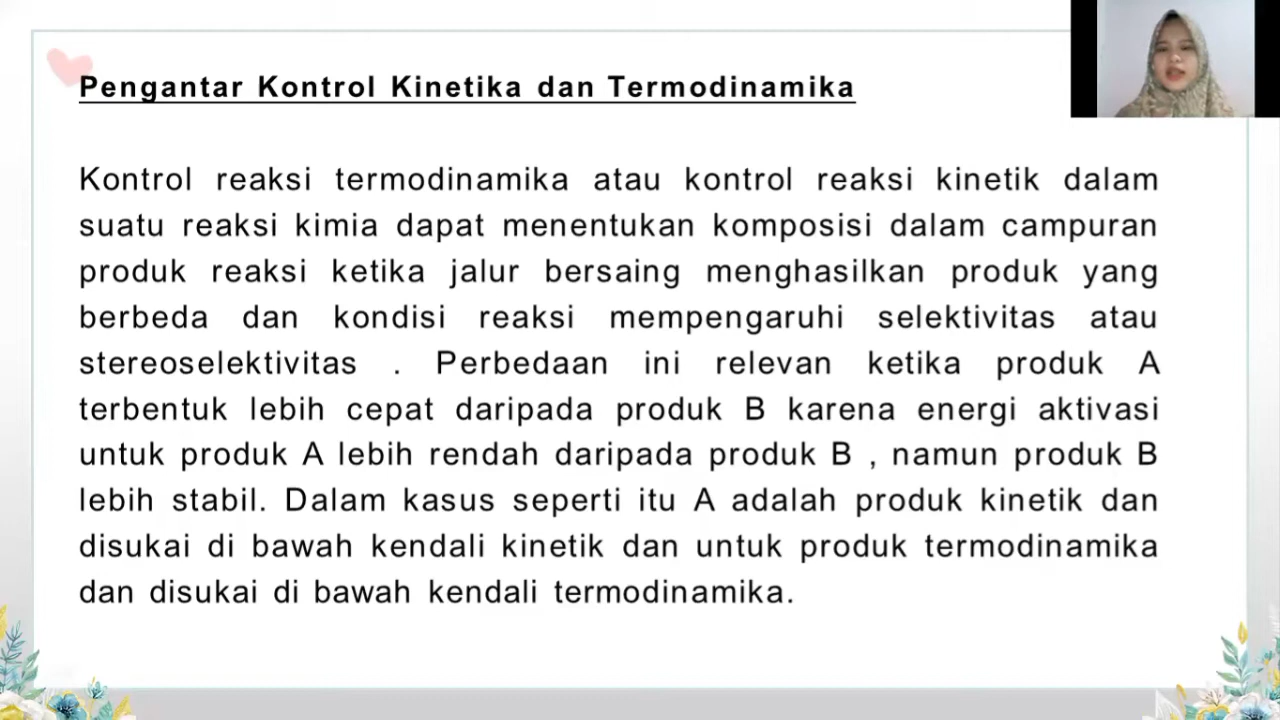 Pengantar Kontrol Kinetika dan Termodinamika
Kontrol reaksi termodinamika atau kontrol reaksi kinetik dalam
suatu reaksi kimia dapat menentukan komposisi dalam campuran
produk reaksi ketika jalur bersaing menghasilkan produk yang
berbeda dan kondisi reaksi mempengaruhi selektivitas atau
stereoselektivitas . Perbedaan ini relevan ketika produk A
terbentuk lebih cepat daripada produk B karena energi aktivasi
untuk produk A lebih rendah daripada produk B , namun produk B
lebih stabil. Dalam kasus seperti itu A adalah produk kinetik dan
disukai di bawah kendali kinetik dan untuk produk termodinamika
dan disukai di bawah kendali termodinamika.